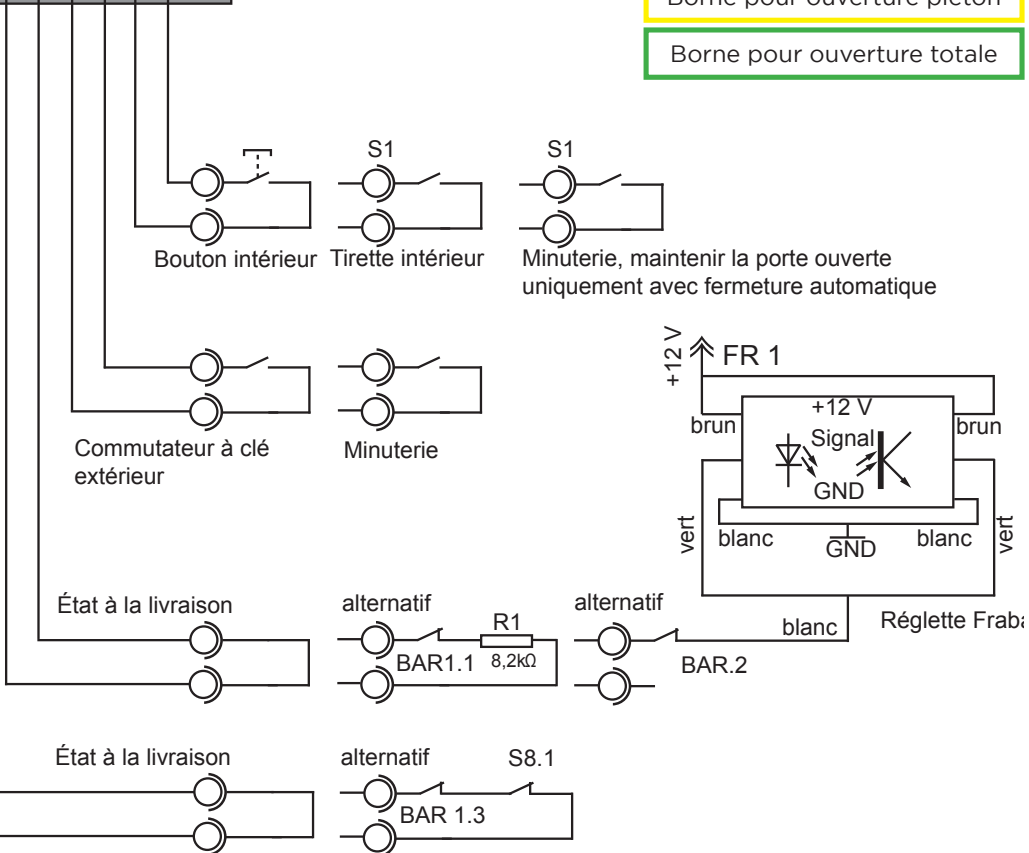 Borne pour ouverture piéton
Borne pour ouverture totale
S1
S1
Bouton intérieur
Tirette intérieur
Minuterie, maintenir la porte ouverte
uniquement avec fermeture automatique
+12 V
FR 1
+12 V
brun
Signal
brun
GND
Commutateur à clé
extérieur
Minuterie
vert
blanc
GND
blanc
vert
État à la livraison
alternatif
R1
8,2kΩ
BAR1.1
alternatif
blanc
BAR.2
Réglette Fraba
État à la livraison
alternatif
S8.1
BAR 1.3